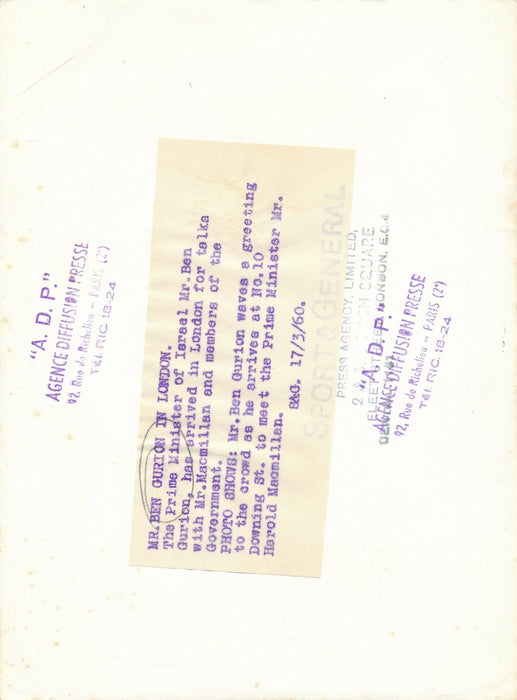 MR.BEN GURION IN LONDON.
The Prime Minister of Isreal Mr.Ben
Gurion, has arrived in London for talks
with Mr.Macmillan and members of the
Government.
PHOTO SHOWS: Mr.Ben Gurion waves a greeting
to the crowd as he arrives at No.10
Downing St. to meet the Prime Minister Mr.
Harold Macmillan.
S&G. 17/3/60.
"A. D. P."
AGENCE DIFFUSION PRESSE
92, Rue de Richelieu - PARIS (2e)
Tél. RIC. 18-24
SPORT & GENERAL
PRESS AGENCY, LIMITED,
2 SQUARE
FLEET LONDON, E.C.4
"A. D. P."
AGENCE DIFFUSION PRESSE
92, Rue de Richelieu - PARIS (2e)
Tél. RIC. 18-24